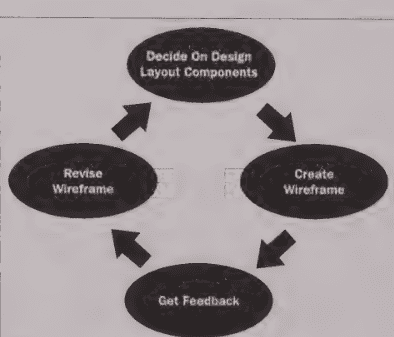 Decide On Design
Layout Components
Create
Wireframe
Get Feedback
Revise
Wireframe